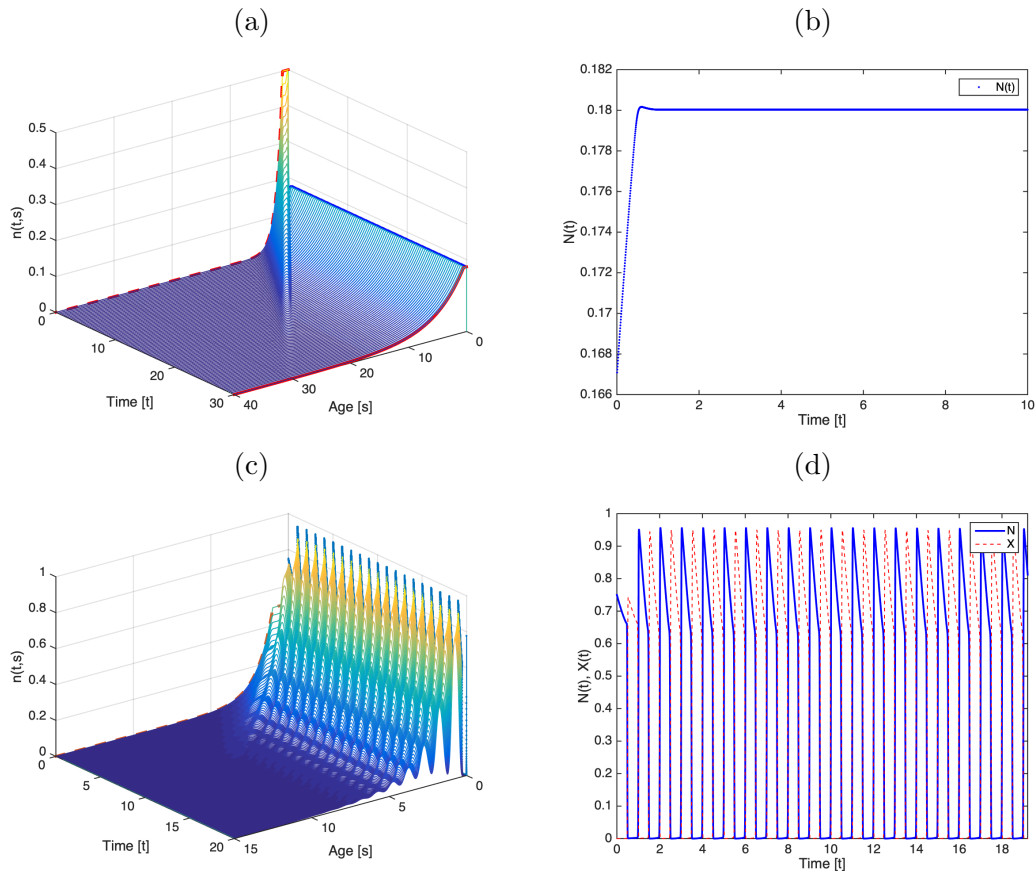 (a)
0.5
0.4
0.3
0.2
0.1
0
n(t,s)
0
10
20
30
Time [t]
40
30
20
10
0
Age [s]
(b)
0.182
0.18
0.178
0.176
0.174
0.172
0.17
0.168
0.166
N(t)
N(t)
0 2 4 6 8 10
Time [t]
(c)
1
0.8
0.6
0.4
0.2
0
n(t,s)
0
5
10
15
20
Time [t]
15
10
5
0
Age [s]
(d)
1
0.9
0.8
0.7
0.6
0.5
0.4
0.3
0.2
0.1
0
N(t), X(t)
N
X
0 2 4 6 8 10 12 14 16 18
Time [t]